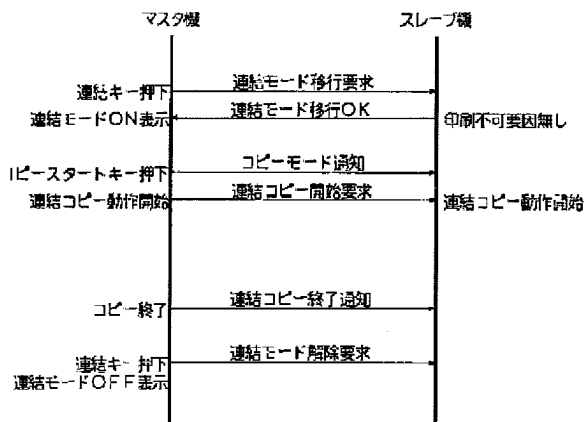 マスタ機 スレーブ機
連結モード移行要求
連結キー押下
連結モードON表示 連結モード移行OK 印刷不可要因無し
コピーモード通知
ピースタートキー押下
連結コピー開始要求
連結コピー動作開始 連結コピー動作開始
連結コピー終了通知
コピー終了
連結モード解除要求
連結キー押下
連結モードOFF表示